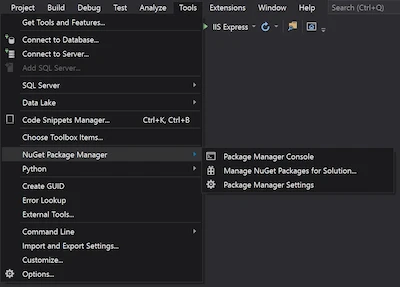 Project Build Debug Test Analyze Tools Extensions Window Help Search (Ctrl+Q)
Get Tools and Features...
IIS Express
Connect to Database...
Connect to Server...
Add SQL Server...
SQL Server
Data Lake
Code Snippets Manager... Ctrl+K, Ctrl+B
Choose Toolbox Items...
NuGet Package Manager
Package Manager Console
Python
Manage NuGet Packages for Solution...
Create GUID
Package Manager Settings
Error Lookup
External Tools...
Command Line
Import and Export Settings...
Customize...
Options...